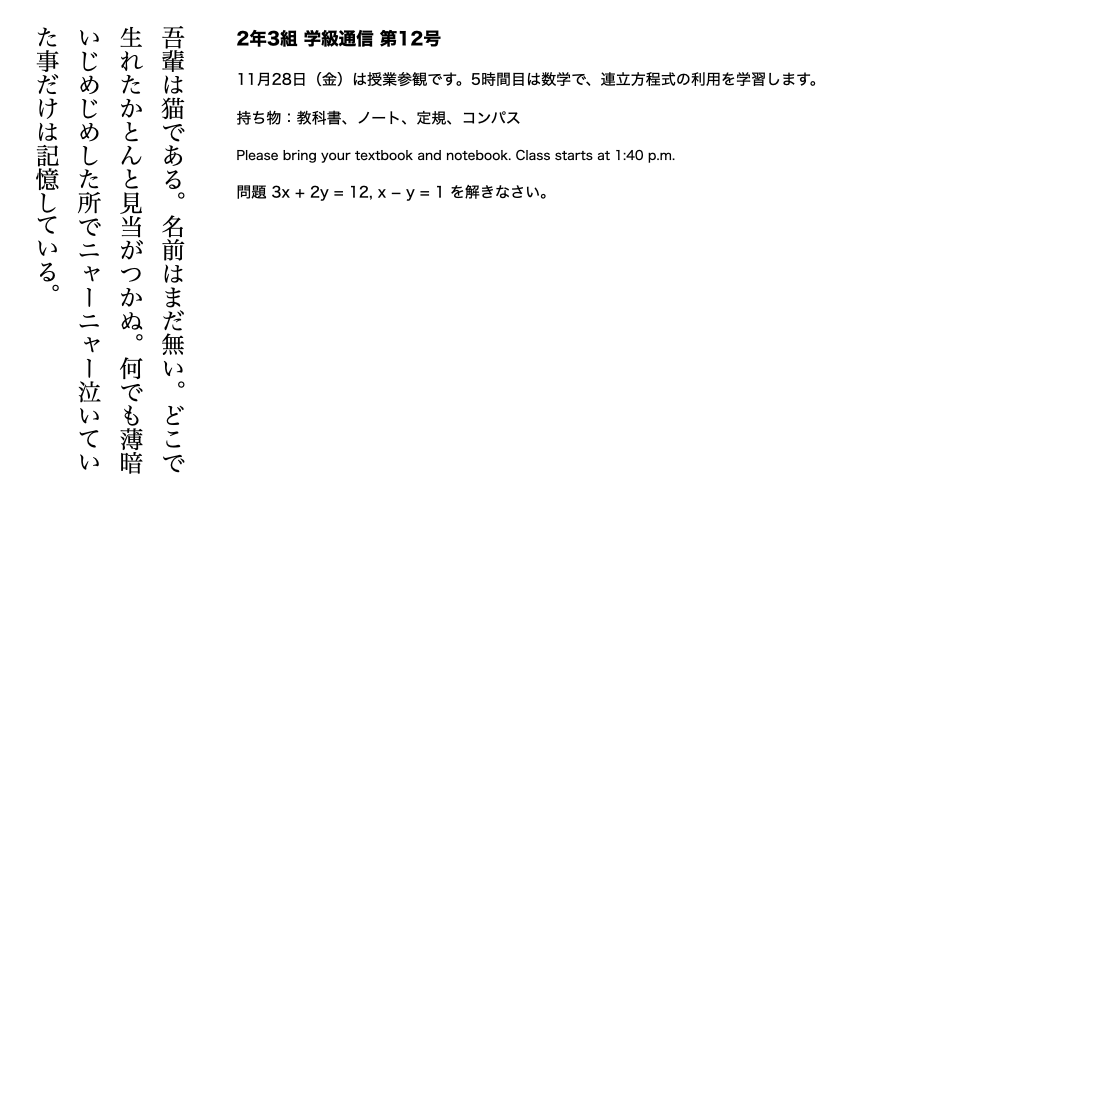 吾輩は猫である。名前はまだ無い。どこで
生れたかとんと見当がつかぬ。何でも薄暗
いじめじめした所でニャーニャー泣いてい
た事だけは記憶している。
2年3組 学級通信 第12号
11月28日（金）は授業参観です。5時間目は数学で、連立方程式の利用を学習します。
持ち物：教科書、ノート、定規、コンパス
Please bring your textbook and notebook. Class starts at 1:40 p.m.
問題 3x + 2y = 12, x − y = 1 を解きなさい。